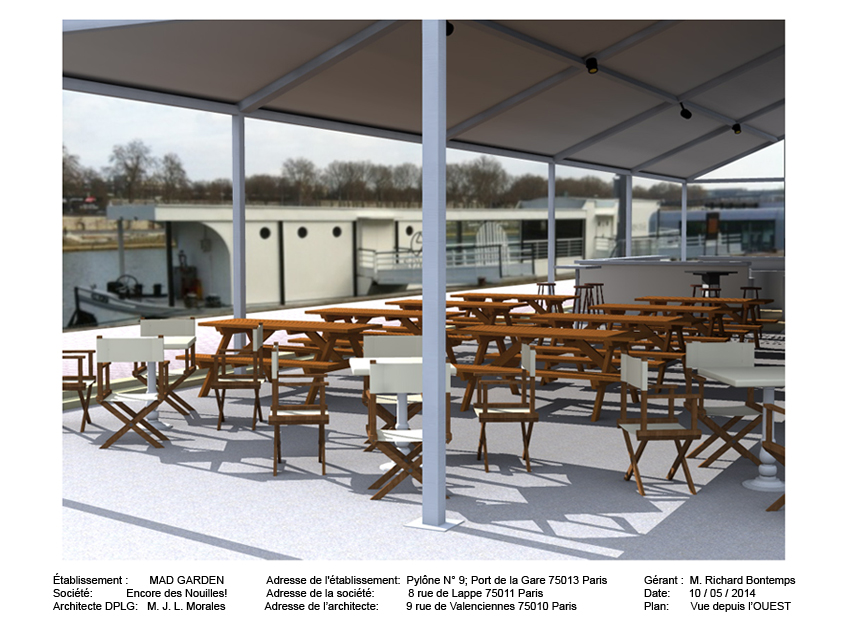 Établissement : MAD GARDEN Adresse de l'établissement: Pylône N° 9; Port de la Gare 75013 Paris Gérant : M. Richard Bontemps
Société: Encore des Nouilles! Adresse de la société: 8 rue de Lappe 75011 Paris Date: 10 / 05 / 2014
Architecte DPLG: M. J. L. Morales Adresse de l'architecte: 9 rue de Valenciennes 75010 Paris Plan: Vue depuis l'OUEST